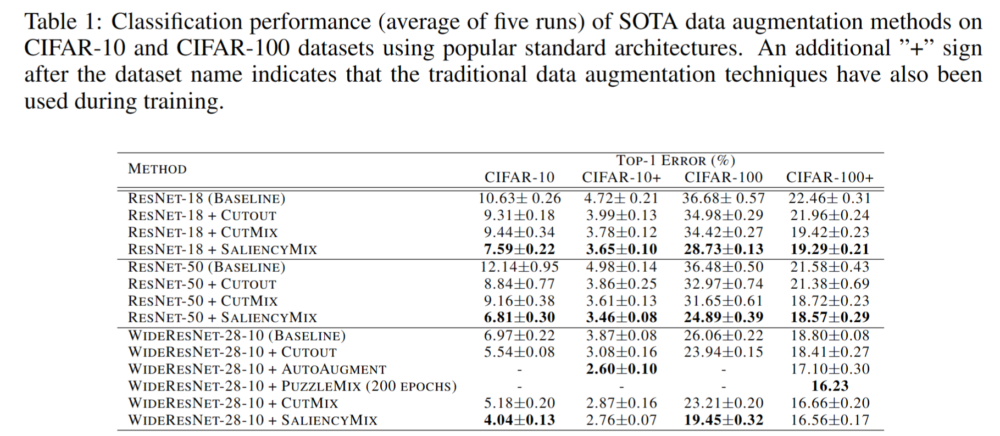 Table 1: Classification performance (average of five runs) of SOTA data augmentation methods on
CIFAR-10 and CIFAR-100 datasets using popular standard architectures. An additional ”+” sign
after the dataset name indicates that the traditional data augmentation techniques have also been
used during training.
METHOD TOP-1 ERROR (%)
CIFAR-10 CIFAR-10+ CIFAR-100 CIFAR-100+
RESNET-18 (BASELINE) 10.63± 0.26 4.72± 0.21 36.68± 0.57 22.46± 0.31
RESNET-18 + CUTOUT 9.31±0.18 3.99±0.13 34.98±0.29 21.96±0.24
RESNET-18 + CUTMIX 9.44±0.34 3.78±0.12 34.42±0.27 19.42±0.23
RESNET-18 + SALIENCYMIX 7.59±0.22 3.65±0.10 28.73±0.13 19.29±0.21
RESNET-50 (BASELINE) 12.14±0.95 4.98±0.14 36.48±0.50 21.58±0.43
RESNET-50 + CUTOUT 8.84±0.77 3.86±0.25 32.97±0.74 21.38±0.69
RESNET-50 + CUTMIX 9.16±0.38 3.61±0.13 31.65±0.61 18.72±0.23
RESNET-50 + SALIENCYMIX 6.81±0.30 3.46±0.08 24.89±0.39 18.57±0.29
WIDERESNET-28-10 (BASELINE) 6.97±0.22 3.87±0.08 26.06±0.22 18.80±0.08
WIDERESNET-28-10 + CUTOUT 5.54±0.08 3.08±0.16 23.94±0.15 18.41±0.27
WIDERESNET-28-10 + AUTOAUGMENT - 2.60±0.10 - 17.10±0.30
WIDERESNET-28-10 + PUZZLEMIX (200 EPOCHS) - - - 16.23
WIDERESNET-28-10 + CUTMIX 5.18±0.20 2.87±0.16 23.21±0.20 16.66±0.20
WIDERESNET-28-10 + SALIENCYMIX 4.04±0.13 2.76±0.07 19.45±0.32 16.56±0.17